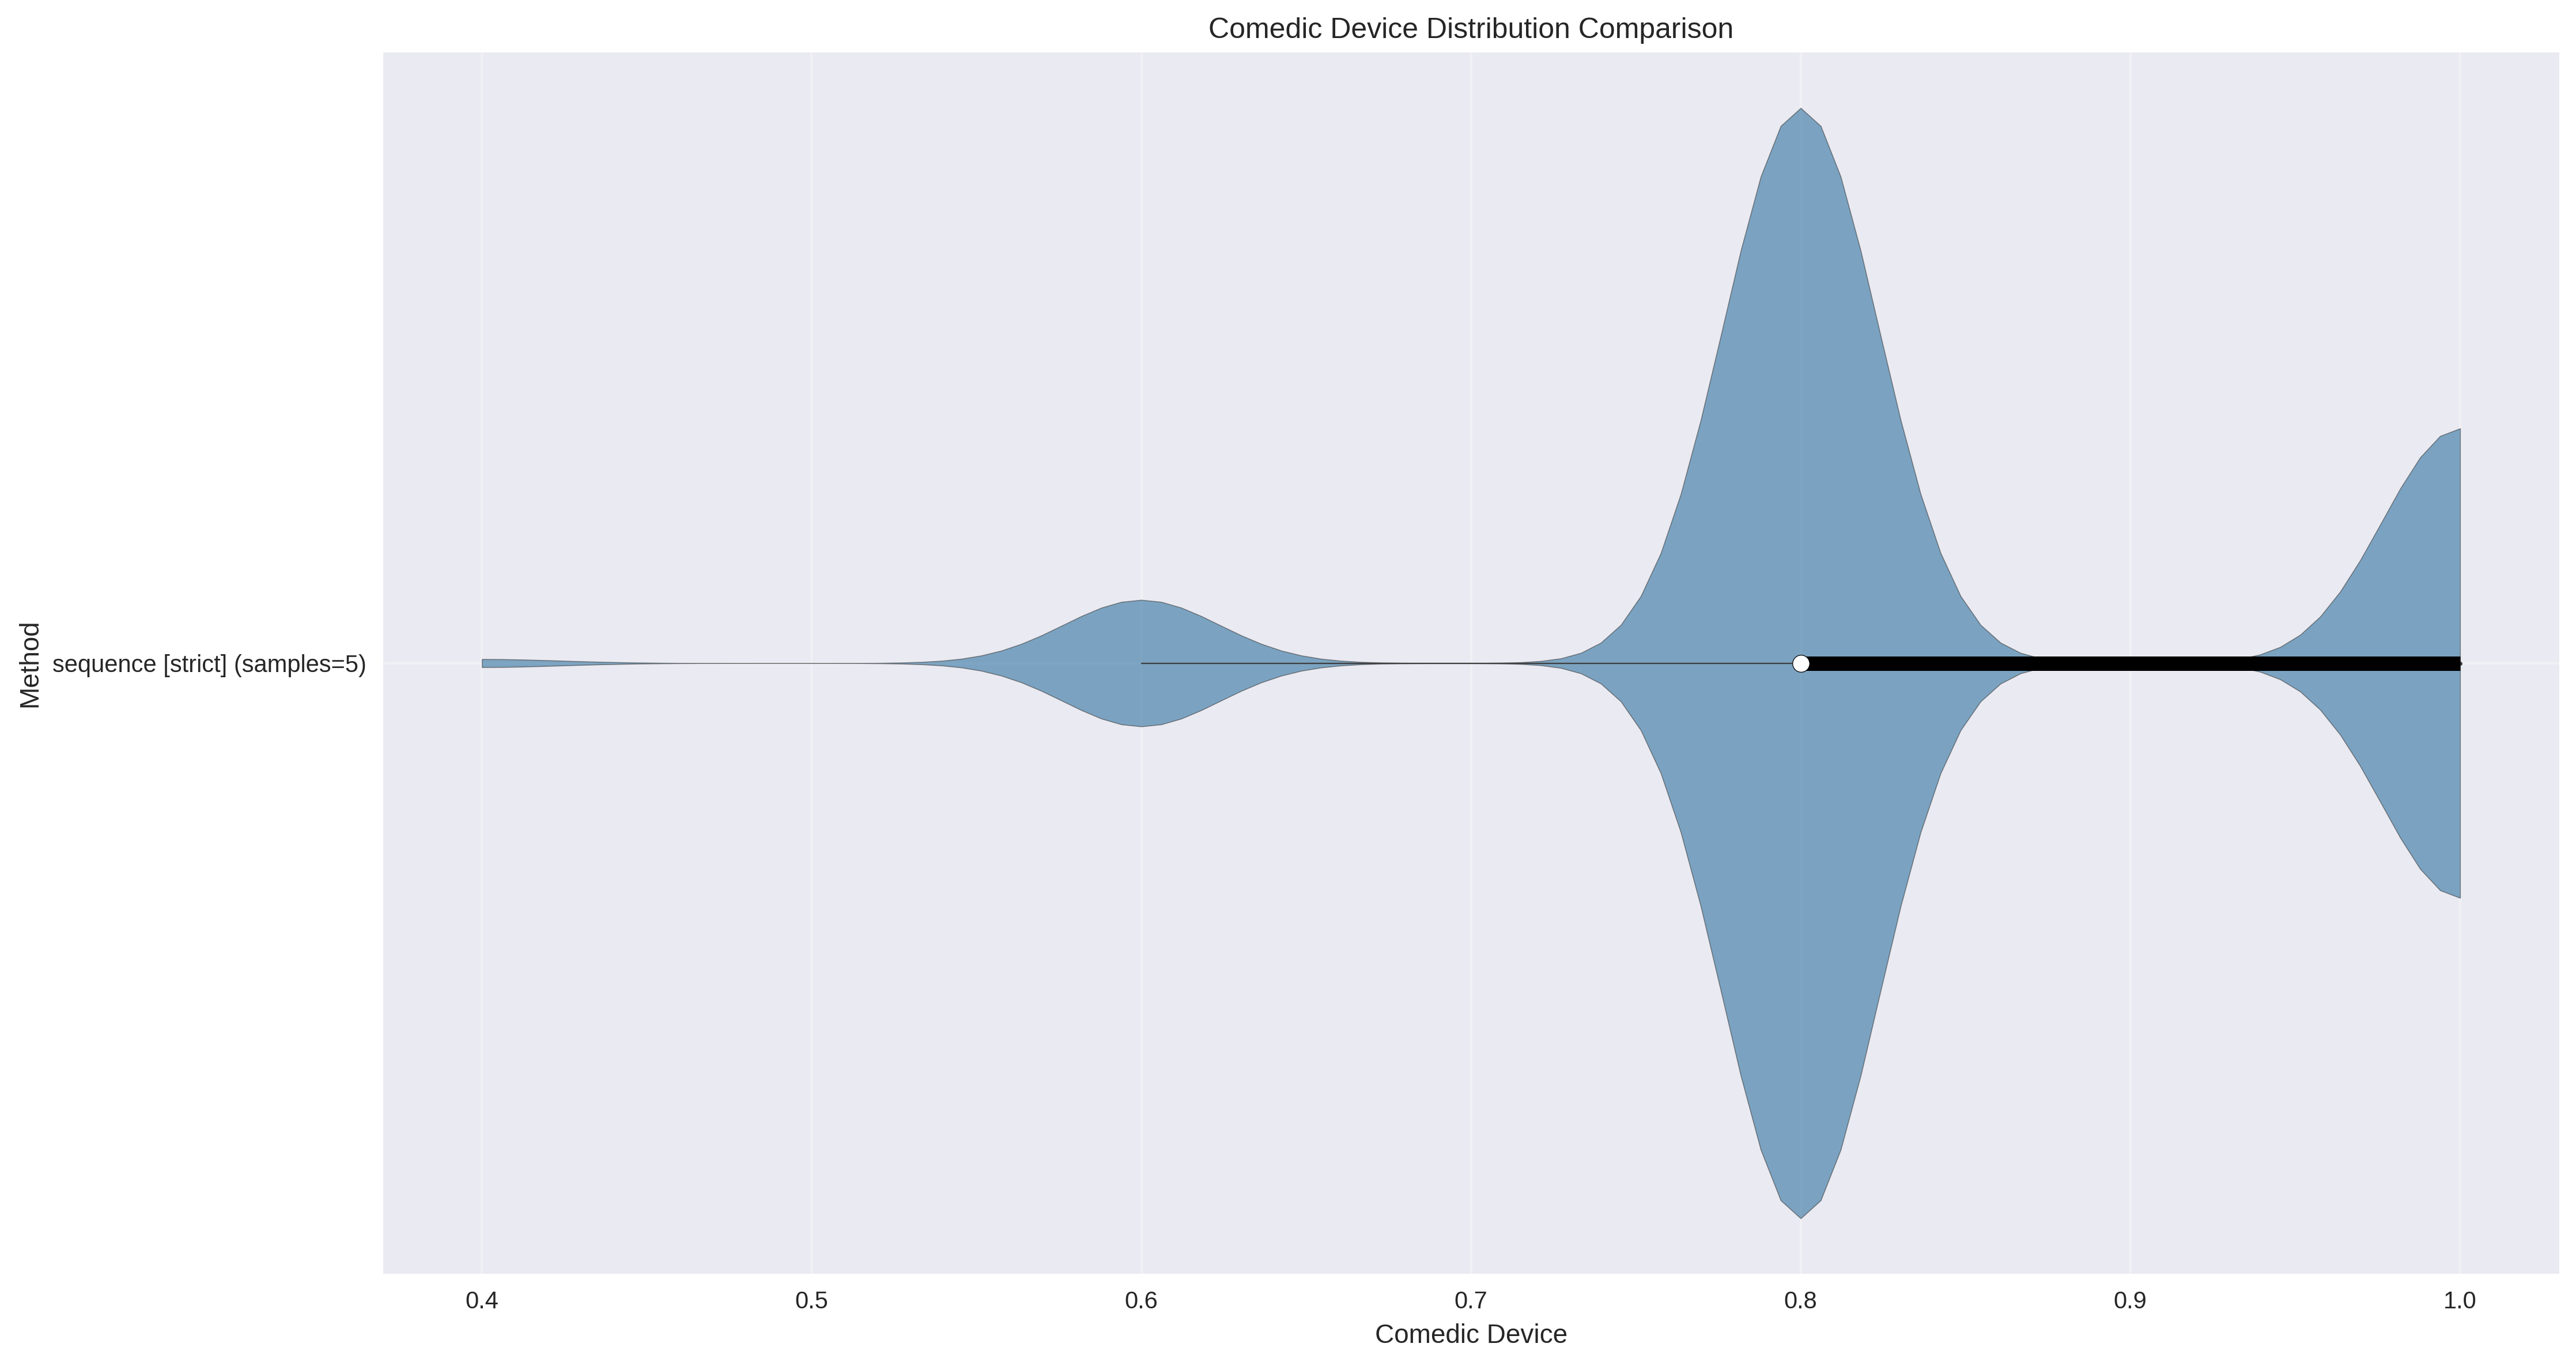 Comedic Device Distribution Comparison
Method
sequence [strict] (samples=5)
0.4 0.5 0.6 0.7 0.8 0.9 1.0
Comedic Device